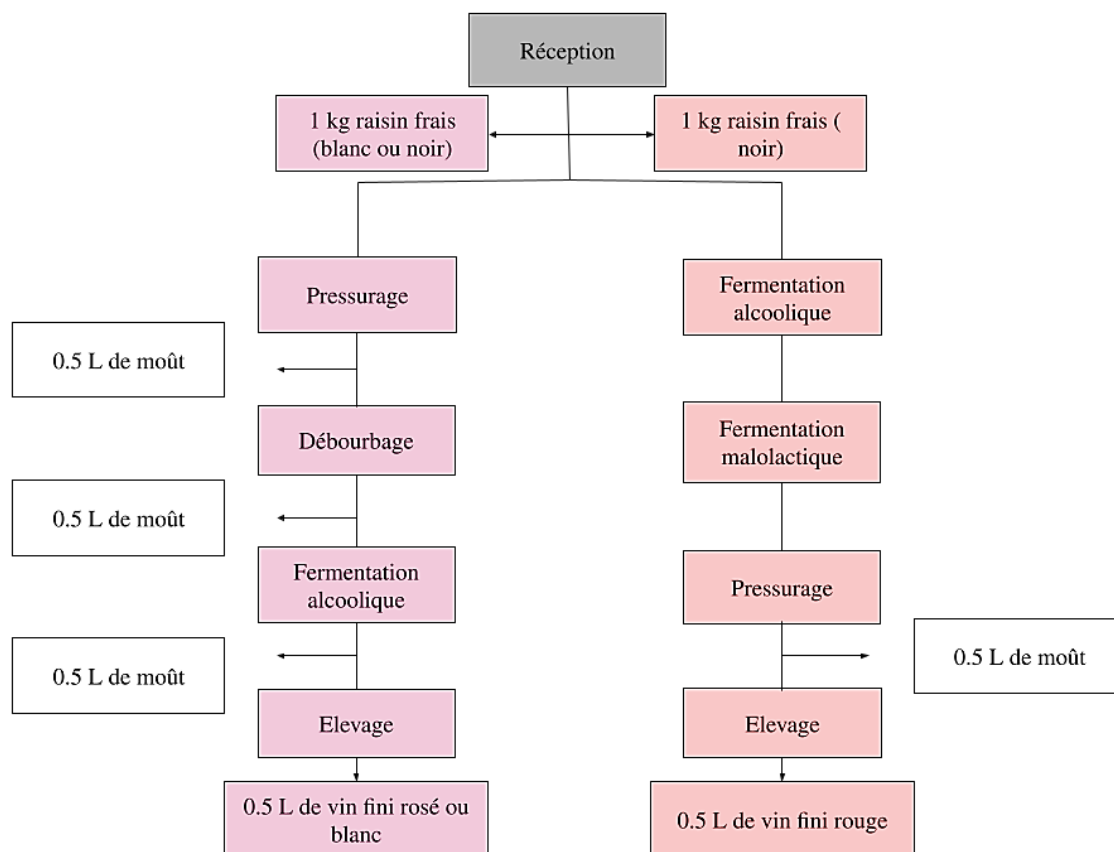 Réception
1 kg raisin frais
(blanc ou noir)
1 kg raisin frais (
noir)
Pressurage
Fermentation
alcoolique
0.5 L de moût
Débourbage
Fermentation
malolactique
0.5 L de moût
Fermentation
alcoolique
Pressurage
0.5 L de moût
0.5 L de moût
Elevage
Elevage
0.5 L de vin fini rosé ou
blanc
0.5 L de vin fini rouge